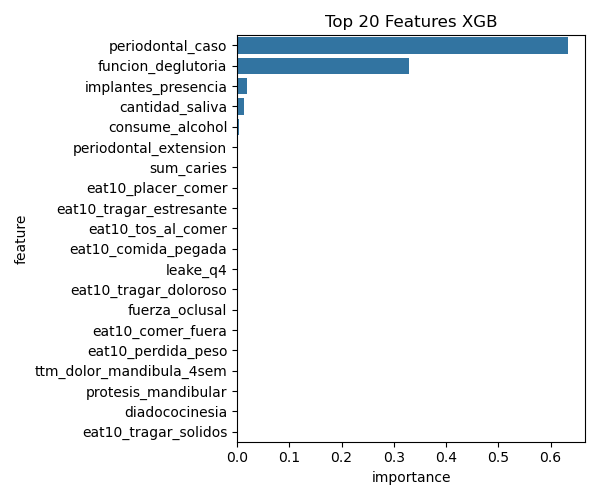 Top 20 Features XGB
periodontal_caso
funcion_deglutoria
implantes_presencia
cantidad_saliva
consume_alcohol
periodontal_extension
sum_caries
eat10_placer_comer
eat10_tragar_estresante
eat10_tos_al_comer
eat10_comida_pegada
leake_q4
eat10_tragar_doloroso
fuerza_oclusal
eat10_comer_fuera
eat10_perdida_peso
ttm_dolor_mandibula_4sem
protesis_mandibular
diadococinesia
eat10_tragar_solidos
feature
0.0 0.1 0.2 0.3 0.4 0.5 0.6
importance